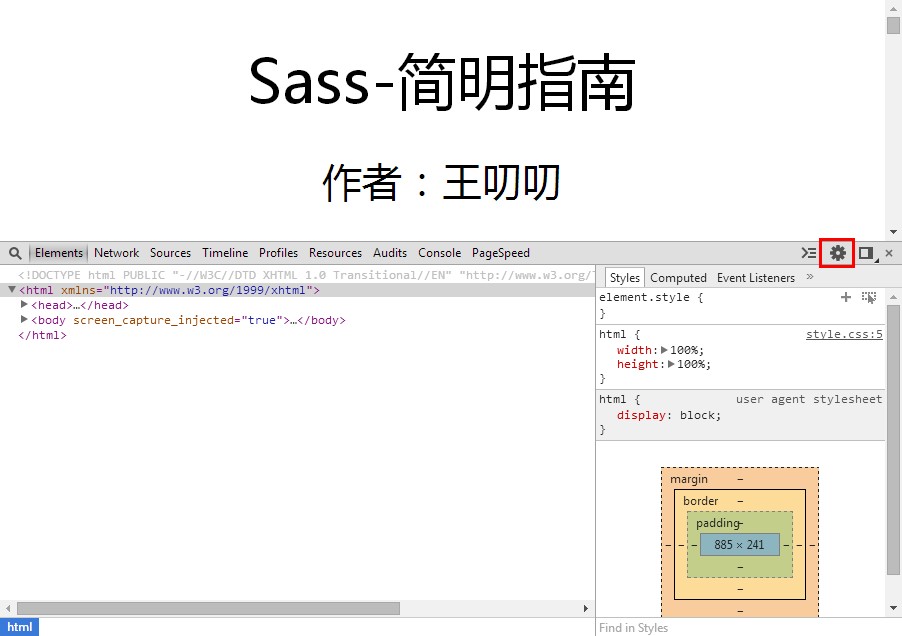 Sass-简明指南
作者：王叨叨
Elements Network Sources Timeline Profiles Resources Audits Console PageSpeed
<!DOCTYPE html PUBLIC "-//W3C//DTD XHTML 1.0 Transitional//EN" "http://www.w3.org/
<html xmlns="http://www.w3.org/1999/xhtml">
<head>…</head>
<body screen_capture_injected="true">…</body>
</html>
html
Styles Computed Event Listeners »
element.style {
}
html { style.css:5
width: 100%;
height: 100%;
}
html { user agent stylesheet
display: block;
}
margin –
border –
padding–
– – – 885 × 241 – – –
–
–
–
Find in Styles